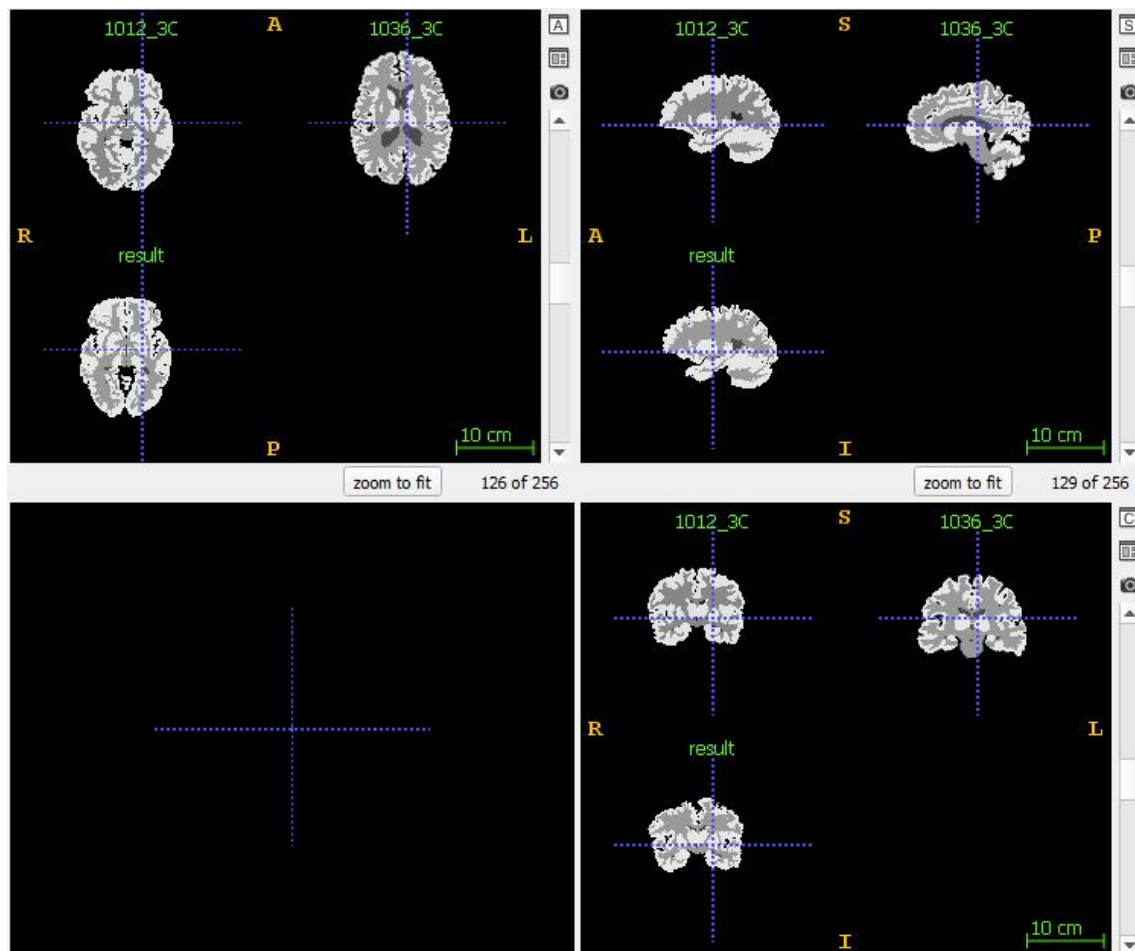 1012_3C
A
1036_3C
A
R
L
result
10 cm
P
zoom to fit
126 of 256
1012_3C
S
1036_3C
S
A
P
result
10 cm
I
zoom to fit
129 of 256
1012_3C
S
1036_3C
C
R
L
result
10 cm
I